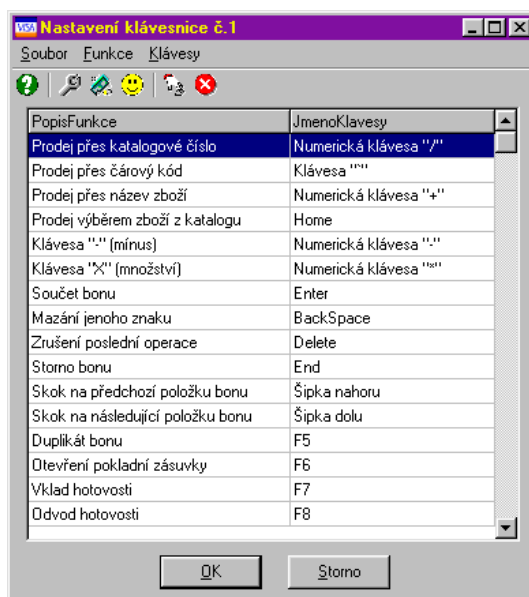 VISA Nastavení klávesnice č.1
Soubor Funkce Klávesy
PopisFunkce JmenoKlavesy
Prodej přes katalogové číslo Numerická klávesa "/"
Prodej přes čárový kód Klávesa "`"
Prodej přes název zboží Numerická klávesa "+"
Prodej výběrem zboží z katalogu Home
Klávesa "-" (mínus) Numerická klávesa "-"
Klávesa "X" (množství) Numerická klávesa "*"
Součet bonu Enter
Mazání jenoho znaku BackSpace
Zrušení poslední operace Delete
Storno bonu End
Skok na předchozí položku bonu Šipka nahoru
Skok na následující položku bonu Šipka dolu
Duplikát bonu F5
Otevření pokladní zásuvky F6
Vklad hotovosti F7
Odvod hotovosti F8
OK Storno